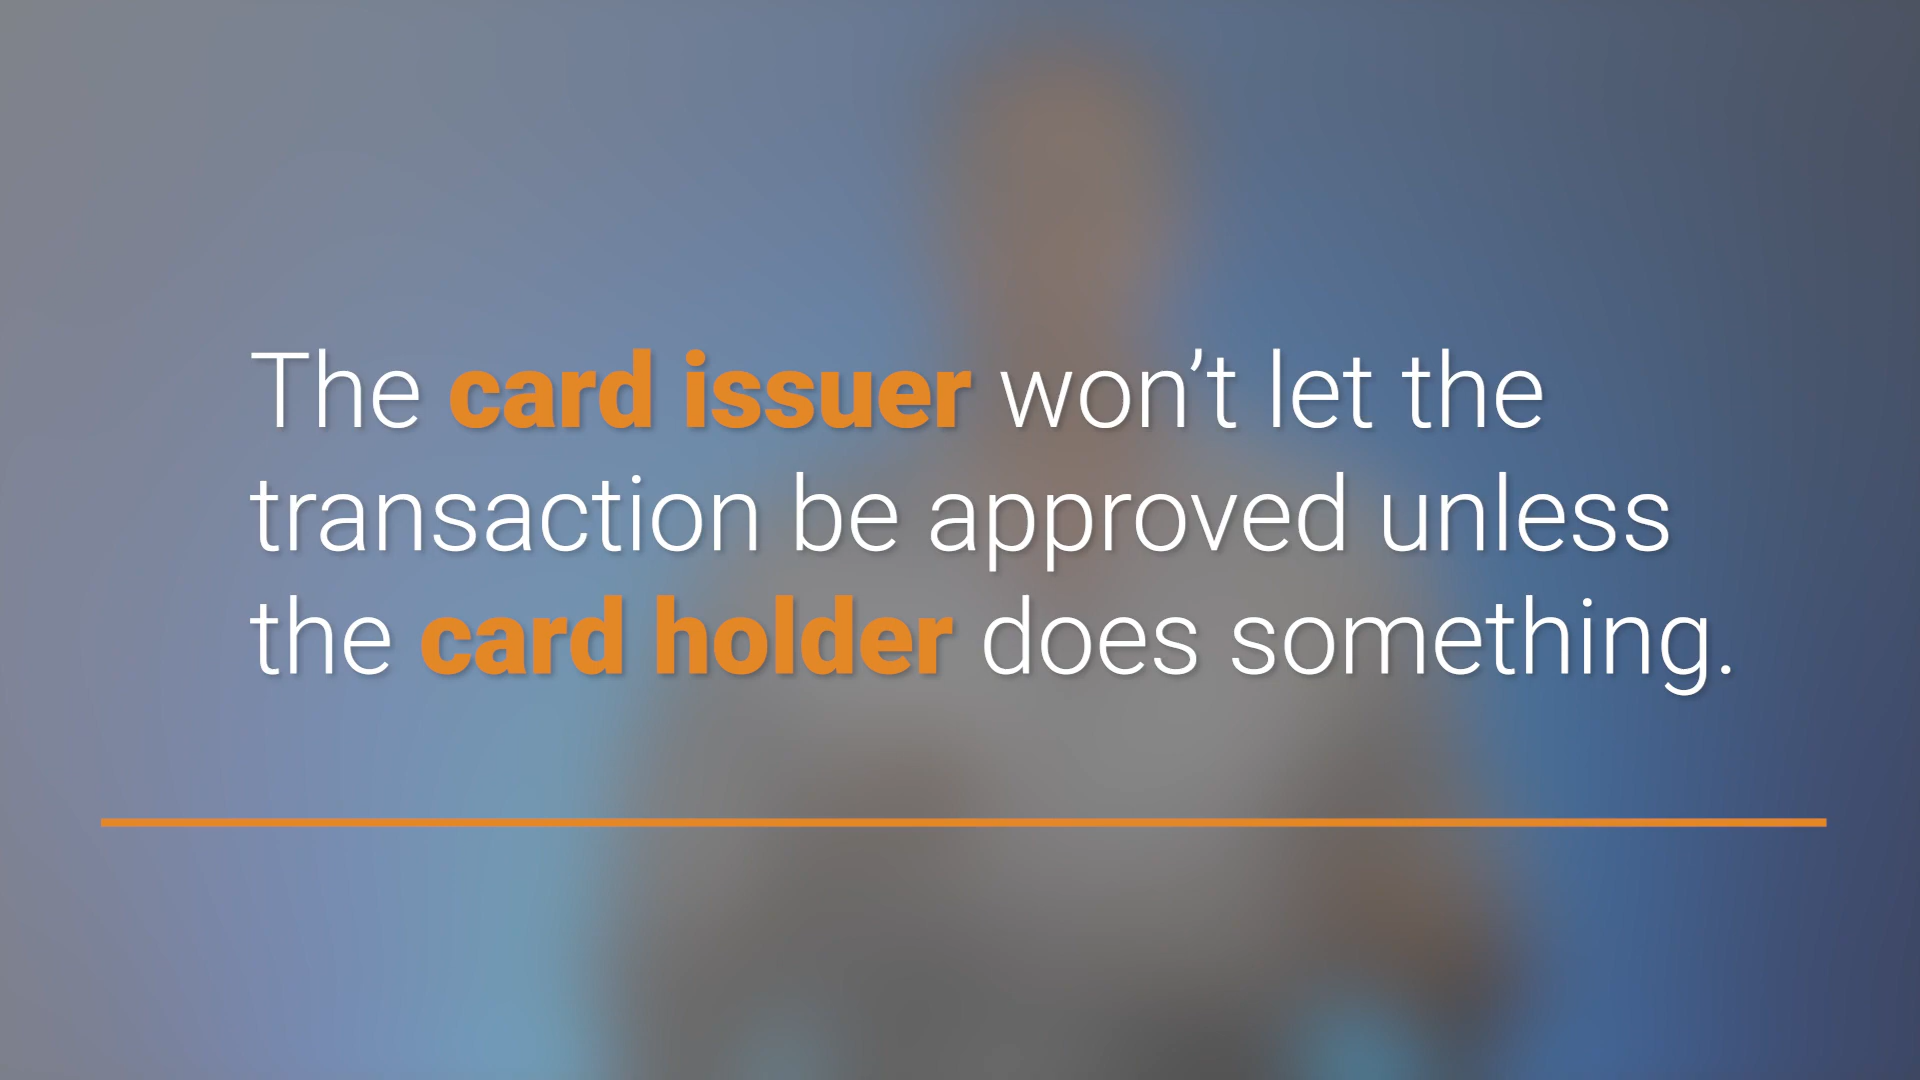 The card issuer won’t let the
transaction be approved unless
the card holder does something.